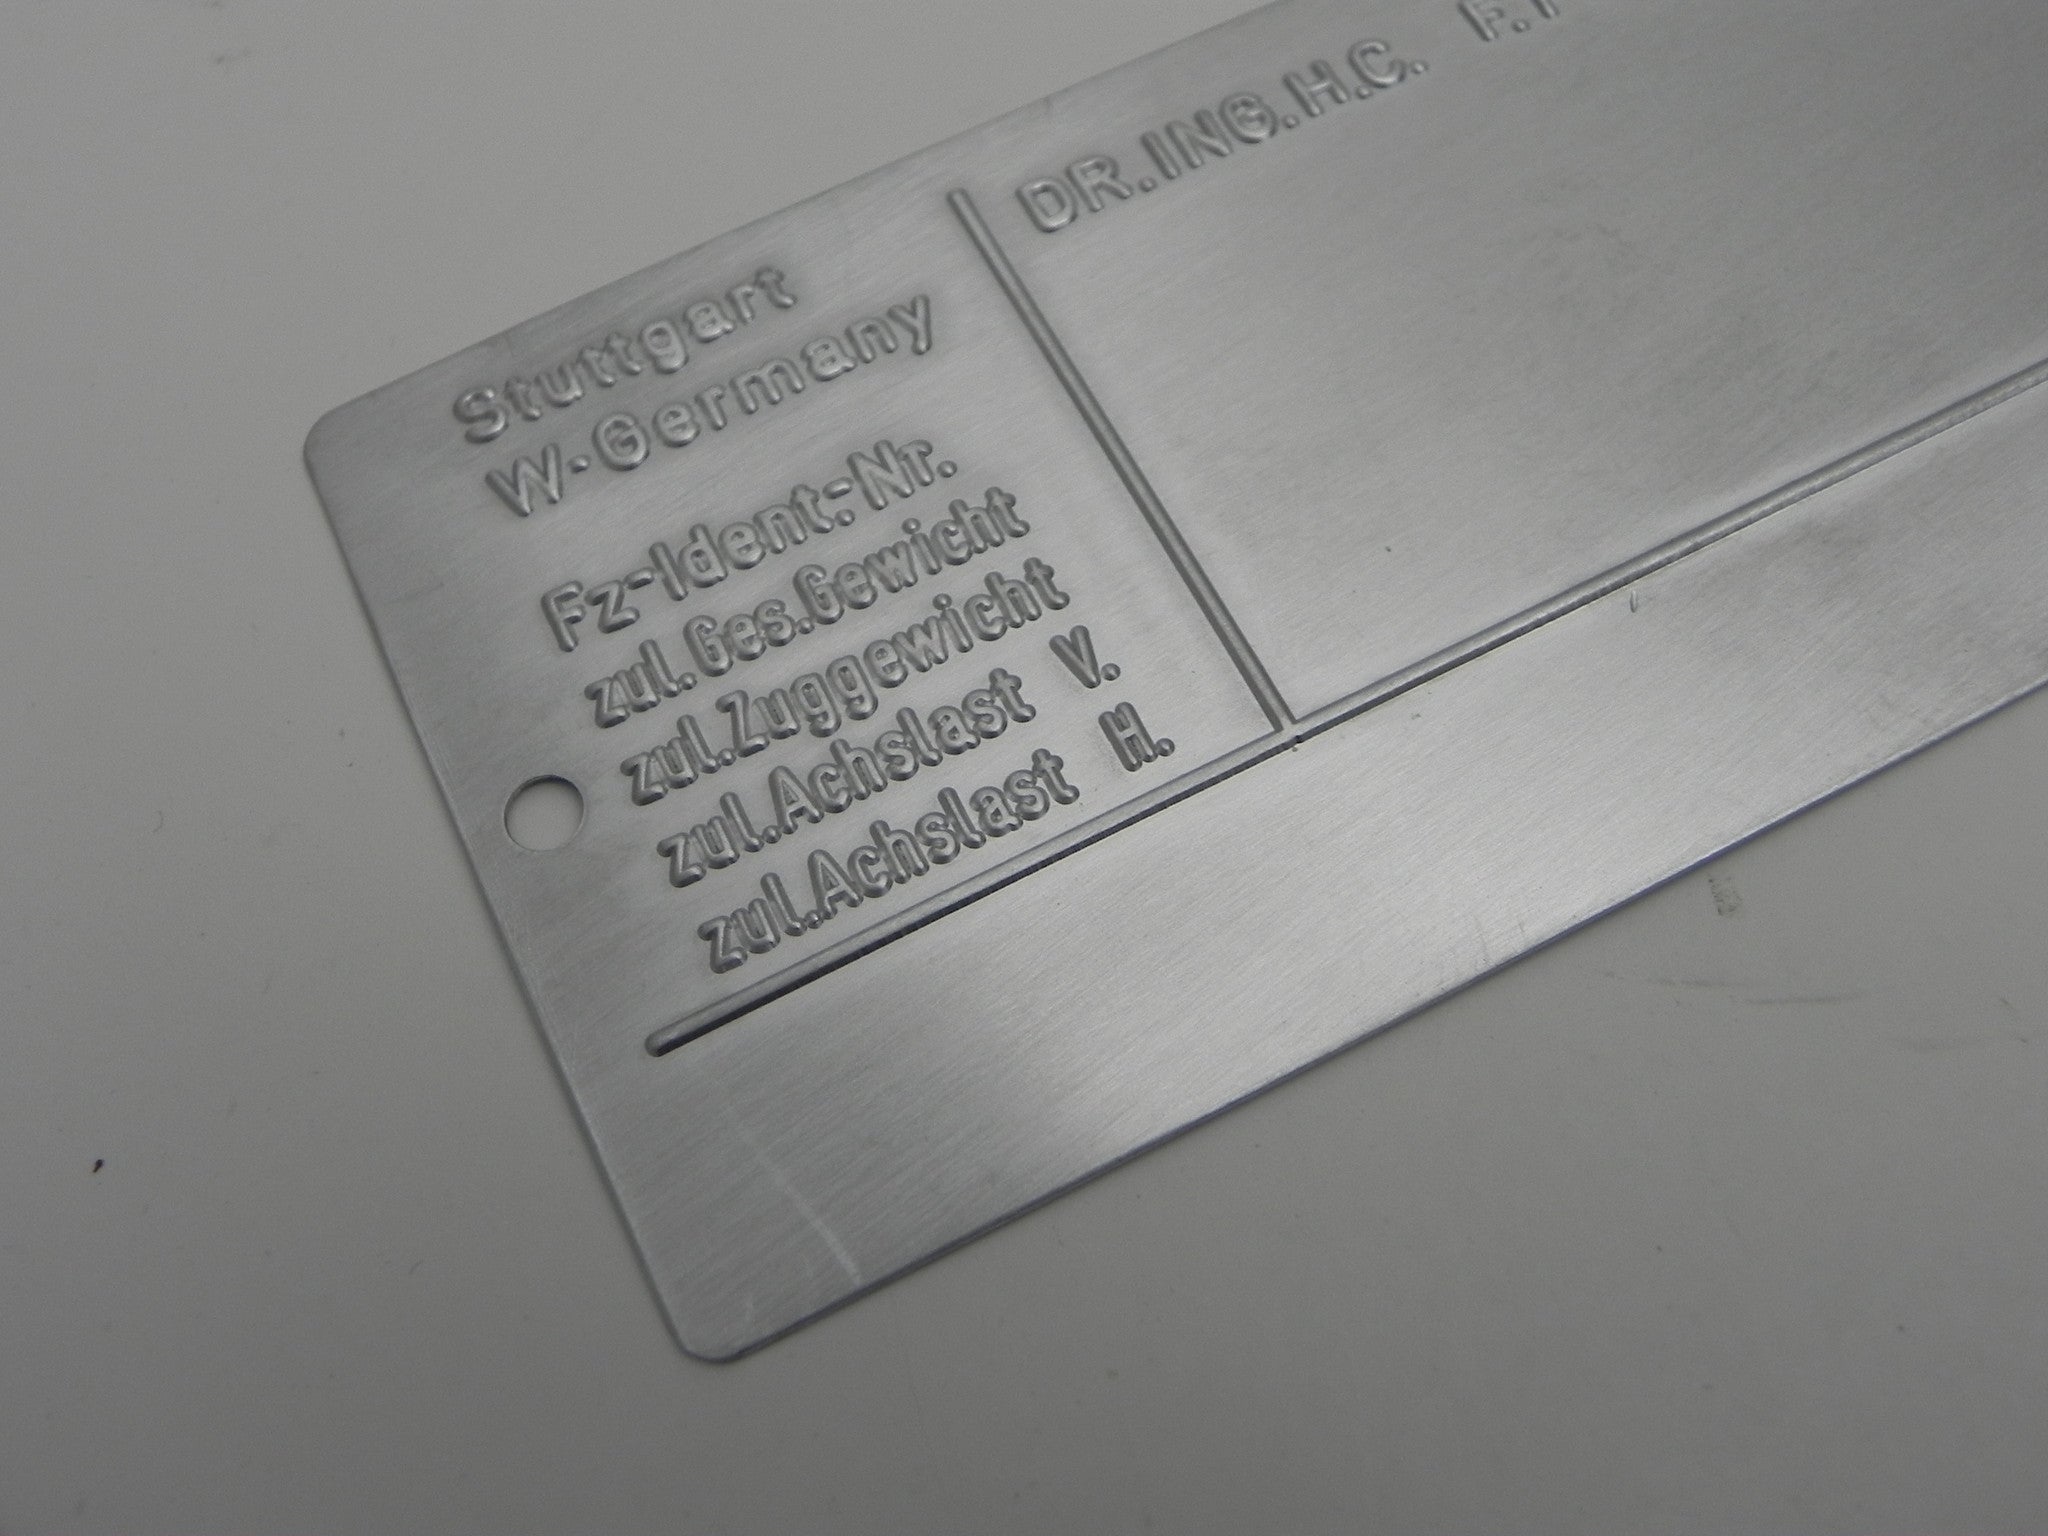 Stuttgart
W-Germany
DR.ING.H.C. F.
Fz-Ident.-Nr.
zul.Ges.Gewicht
zul.Zuggewicht
zul.Achslast V.
zul.Achslast H.